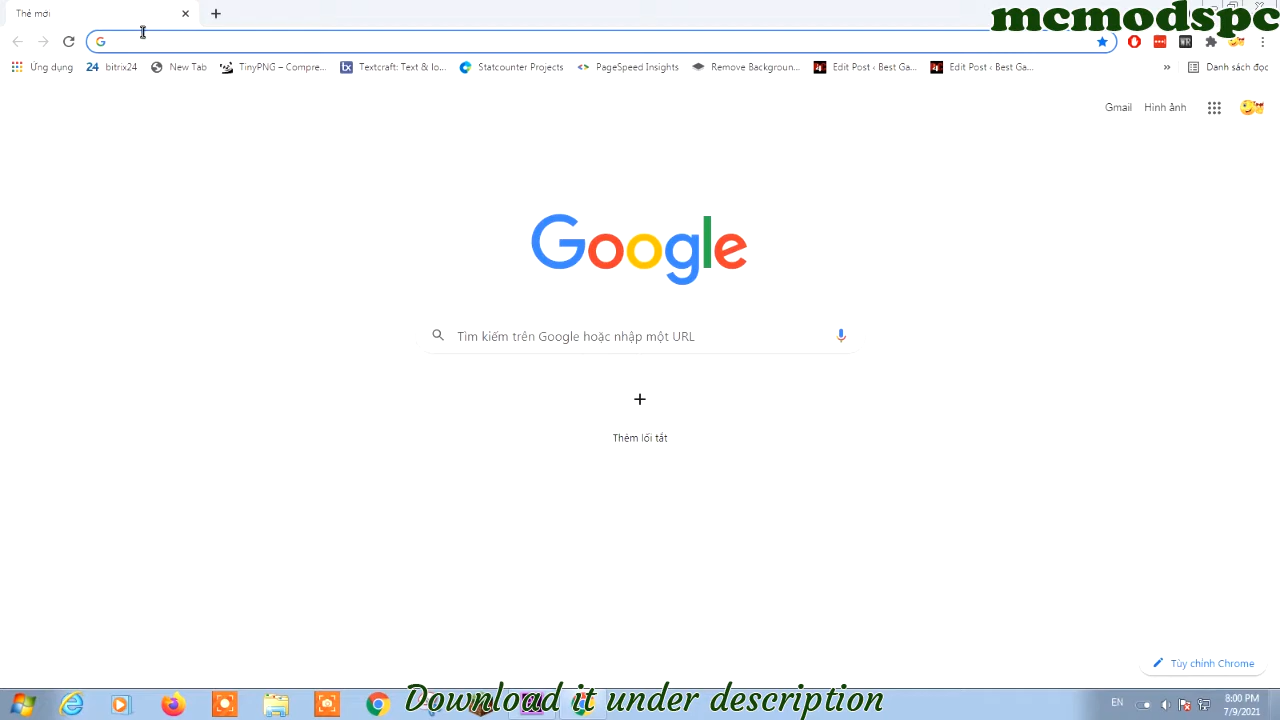 Thẻ mới
mcmodspc
Ứng dụng
24 bitrix24
New Tab
TinyPNG – Compre...
tx Textcraft: Text & Io...
Statcounter Projects
PageSpeed Insights
Remove Backgroun...
Edit Post ‹ Best Ga...
Edit Post ‹ Best Ga...
»
Danh sách đọc
Gmail
Hình ảnh
Google
Tìm kiếm trên Google hoặc nhập một URL
Thêm lối tắt
Tùy chỉnh Chrome
Download it under description
EN
8:00 PM
7/9/2021